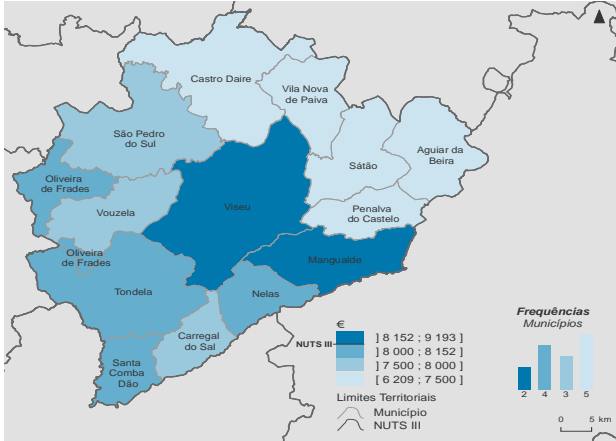 Castro Daire
Vila Nova
de Paiva
São Pedro
do Sul
Aguiar da
Beira
Sátão
Oliveira
de Frades
Vouzela
Viseu
Penalva
do Castelo
Oliveira
de Frades
Mangualde
Tondela
Nelas
Carregal
do Sal
Santa
Comba
Dão
€
NUTS III
] 8 152 ; 9 193 ]
] 8 000 ; 8 152 ]
] 7 500 ; 8 000 ]
[ 6 209 ; 7 500 ]
Limites Territoriais
Município
NUTS III
Frequências
Municípios
2 4 3 5
0 5 km